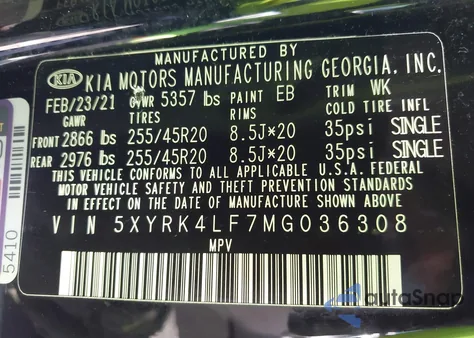 MANUFACTURED BY
KIA KIA MOTORS MANUFACTURING GEORGIA, INC.
FEB/23/21 GVWR 5357 lbs PAINT EB TRIM WK
GAWR TIRES RIMS COLD TIRE INFL
FRONT 2866 lbs 255/45R20 8.5J*20 35psi SINGLE
REAR 2976 lbs 255/45R20 8.5J*20 35psi SINGLE
THIS VEHICLE CONFORMS TO ALL APPLICABLE U.S.A. FEDERAL
MOTOR VEHICLE SAFETY AND THEFT PREVENTION STANDARDS
IN EFFECT ON THE DATE OF MANUFACTURE SHOWN ABOVE
VIN 5XYRK4LF7MG036308
MPV
5410
autoSnap